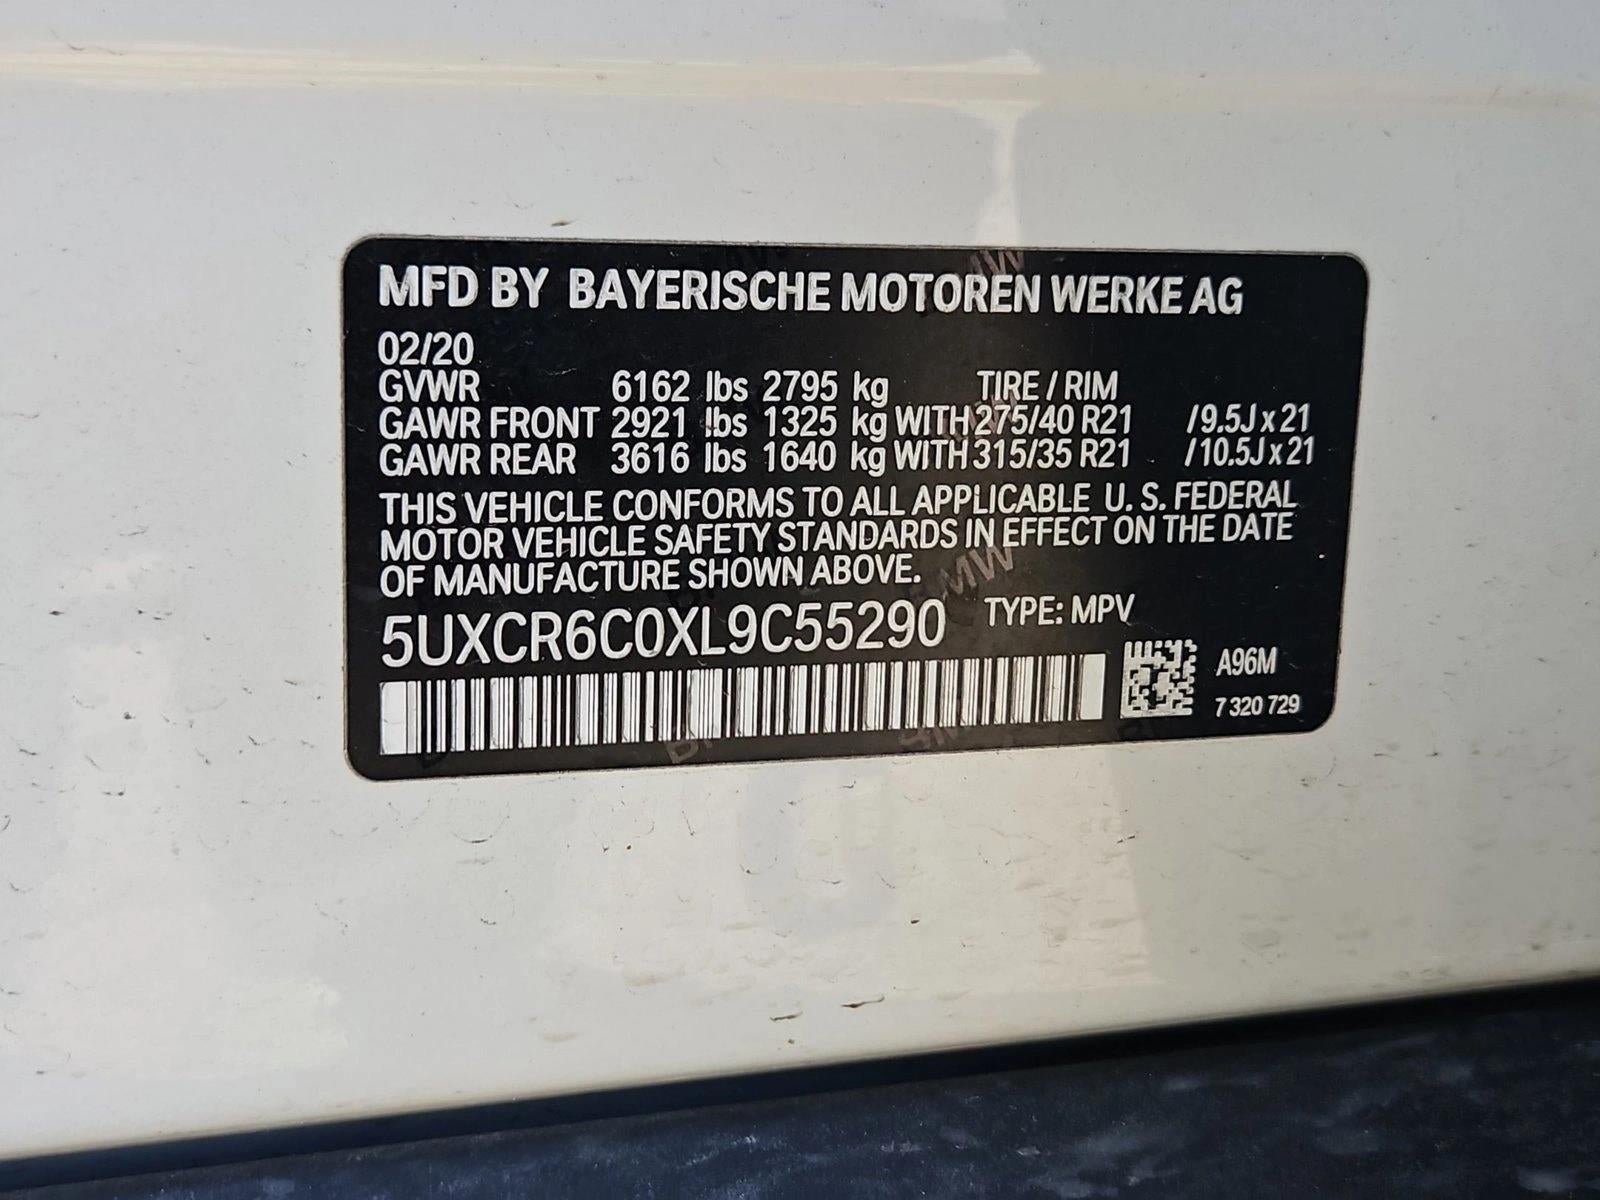 MFD BY BAYERISCHE MOTOREN WERKE AG
02/20
GVWR 6162 lbs 2795 kg TIRE / RIM
GAWR FRONT 2921 lbs 1325 kg WITH 275/40 R21 /9.5J x 21
GAWR REAR 3616 lbs 1640 kg WITH 315/35 R21 /10.5J x 21
THIS VEHICLE CONFORMS TO ALL APPLICABLE U. S. FEDERAL
MOTOR VEHICLE SAFETY STANDARDS IN EFFECT ON THE DATE
OF MANUFACTURE SHOWN ABOVE.
5UXCR6C0XL9C55290 TYPE: MPV
A96M
7 320 729